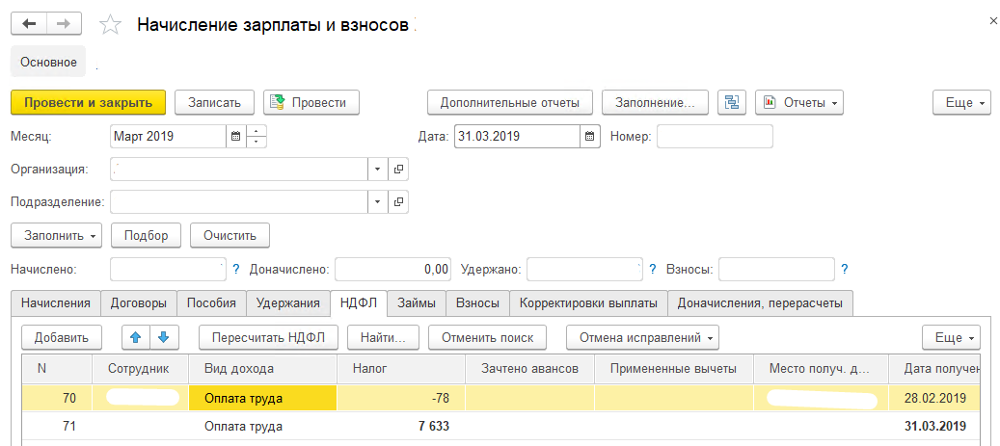 Начисление зарплаты и взносов
Основное
Провести и закрыть Записать Провести Дополнительные отчеты Заполнение... Отчеты Еще
Месяц: Март 2019 Дата: 31.03.2019 Номер:
Организация:
Подразделение:
Заполнить Подбор Очистить
Начислено: ? Доначислено: 0,00 Удержано: ? Взносы: ?
Начисления Договоры Пособия Удержания НДФЛ Займы Взносы Корректировки выплаты Доначисления, перерасчеты
Добавить Пересчитать НДФЛ Найти... Отменить поиск Отмена исправлений Еще
N Сотрудник Вид дохода Налог Зачтено авансов Примененные вычеты Место получ. д... Дата получен
70 Оплата труда -78 28.02.2019
71 Оплата труда 7 633 31.03.2019